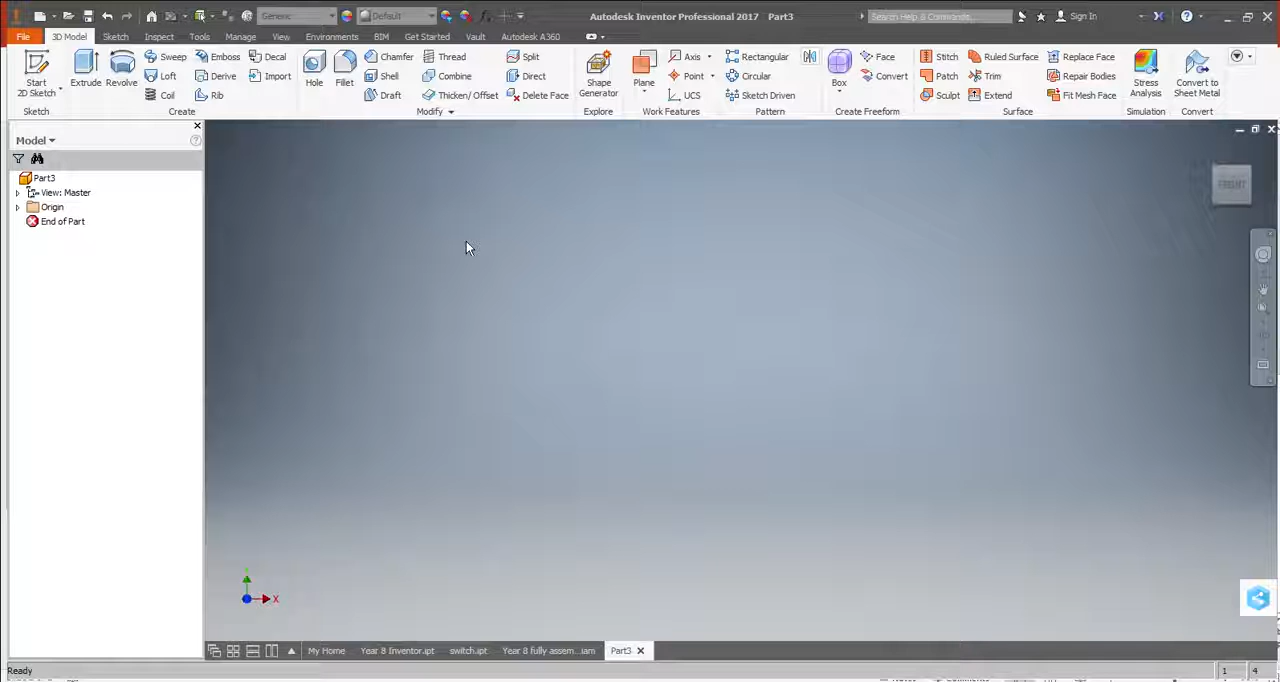 Generic Default Autodesk Inventor Professional 2017 Part3 Search Help & Commands... Sign In
File 3D Model Sketch Inspect Tools Manage View Environments BIM Get Started Vault Autodesk A360
Start 2D Sketch
Extrude Revolve
Sweep Emboss Decal
Loft Derive Import
Coil Rib
Hole Fillet
Chamfer Thread
Shell Combine
Draft Thicken/ Of
Split
Direct
Delete Face
Shape Generator
Plane
Axis
Point
UCS
Rectangular
Circular
Sketch Driven
Box
Face
Convert
Stitch Ruled Surface Replace Face
Patch Trim Repair Bodies
Sculpt Extend Fit Mesh Face
Stress Analysis
Convert to Sheet Metal
Sketch Create Modify Explore Work Features Pattern Create Freeform Surface Simulation Convert
Model
Part3
View: Master
Origin
End of Part
FRONT
X
My Home Year 8 Inventor.ipt switch.ipt Year 8 fully assem....iam Part3
Ready 1 4